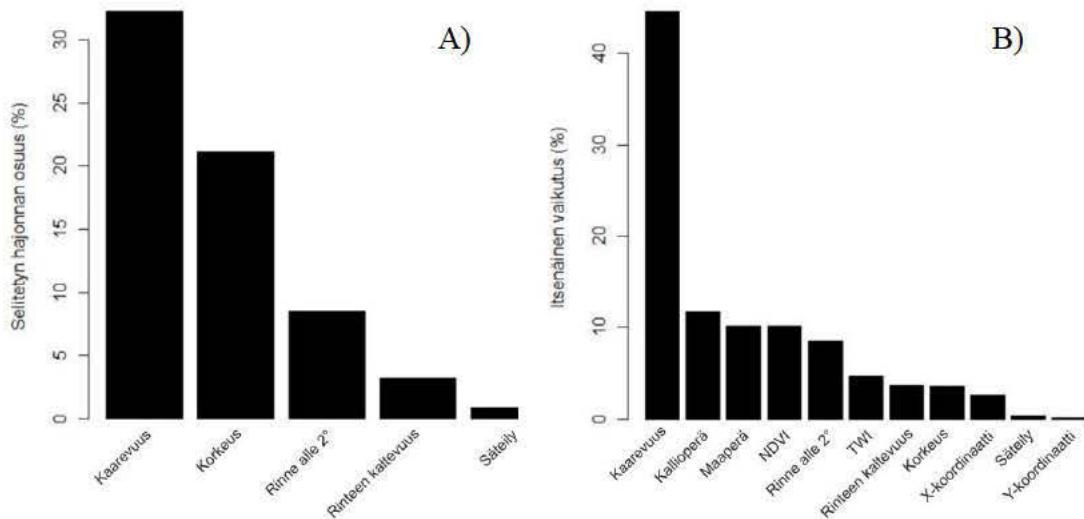 A)
Selitetyn hajonnan osuus (%)
30
25
20
15
10
5
0
Kaarevuus
Korkeus
Rinne alle 2°
Rinteen kaltevuus
Säteily
B)
Itsenäinen vaikutus (%)
40
30
20
10
0
Kaarevuus
Kallioperä
Maaperä
NDVI
Rinne alle 2°
TWI
Rinteen kaltevuus
Korkeus
X-koordinaatti
Säteily
Y-koordinaatti